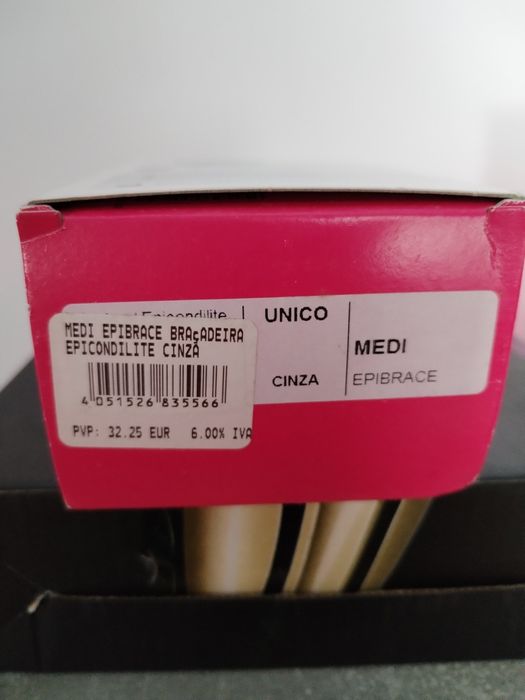 Epicondilite
UNICO
MEDI EPIBRACE BRAçADEIRA
EPICONDILITE CINZA
4 051526 835566
PVP: 32.25 EUR 6.00% IVA
CINZA
MEDI
EPIBRACE